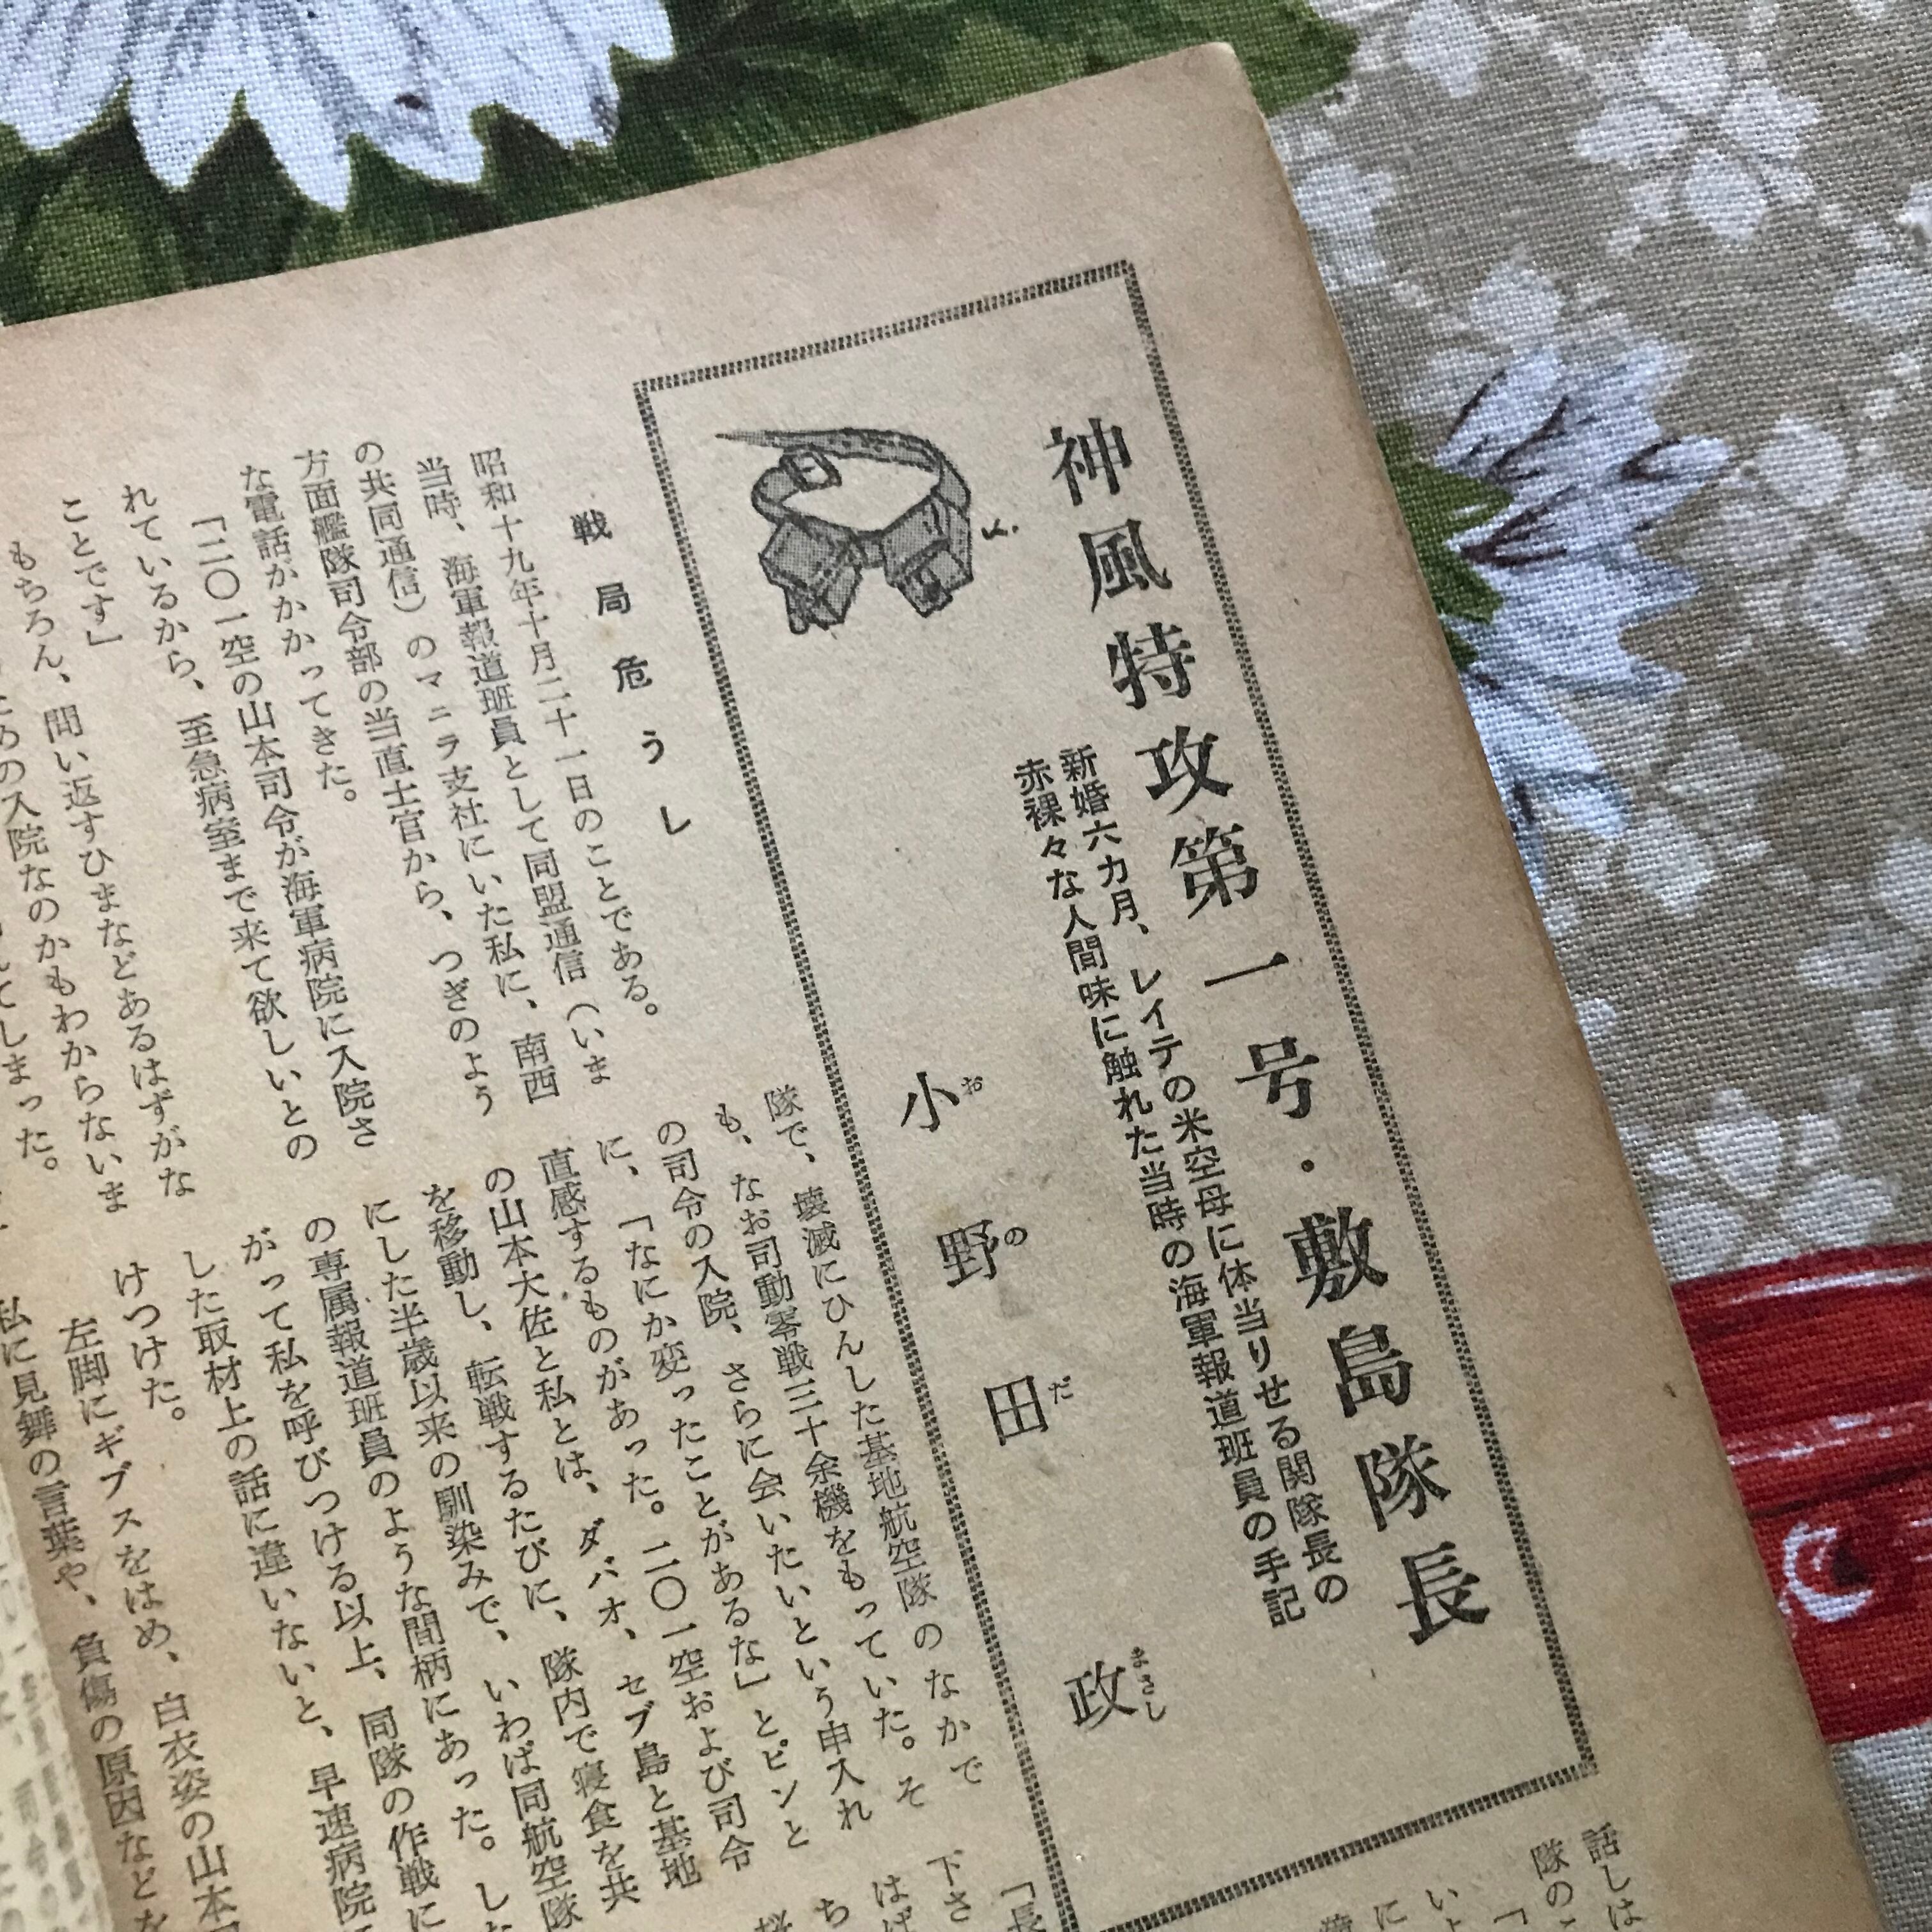 神風特攻第一号・敷島隊長
新婚六カ月、レイテの米空母に体当りせる関隊長の
赤裸々な人間味に触れた当時の海軍報道班員の手記
小野田政
お の だ まさし
K.
戦局危うし
昭和十九年十月二十一日のことである。
当時、海軍報道班員として同盟通信（いま
の共同通信）のマニラ支社にいた私に、南西
方面艦隊司令部の当直士官から、つぎのよう
な電話がかかってきた。
「二〇一空の山本司令が海軍病院に入院さ
れているから、至急病室まで来て欲しいとの
ことです」
もちろん、問い返すひまなどあるはずがな
の入院なのかもわからないいま
てしまった。
隊で、壊滅にひんした基地航空隊のなかで
も、なお司動零戦三十余機をもっていた。そ
の司令の入院、さらに会いたいという申入れ
に、「なにか変ったことがあるな」とピンと
直感するものがあった。二〇一空および司令
の山本大佐と私とは、ダバオ、セブ島と基地
を移動し、転戦するたびに、隊内で寝食を共
にした半歳以来の馴染みで、いわば同航空隊
の専属報道班員のような間柄にあった。した
がって私を呼びつける以上、同隊の作戦に
した取材上の話に違いないと、早速病院
けつけた。
左脚にギブスをはめ、白衣姿の山本
私に見舞の言葉や、負傷の原因などを
話しは
隊の
「
い
に
「長
下さ
はげ
ち